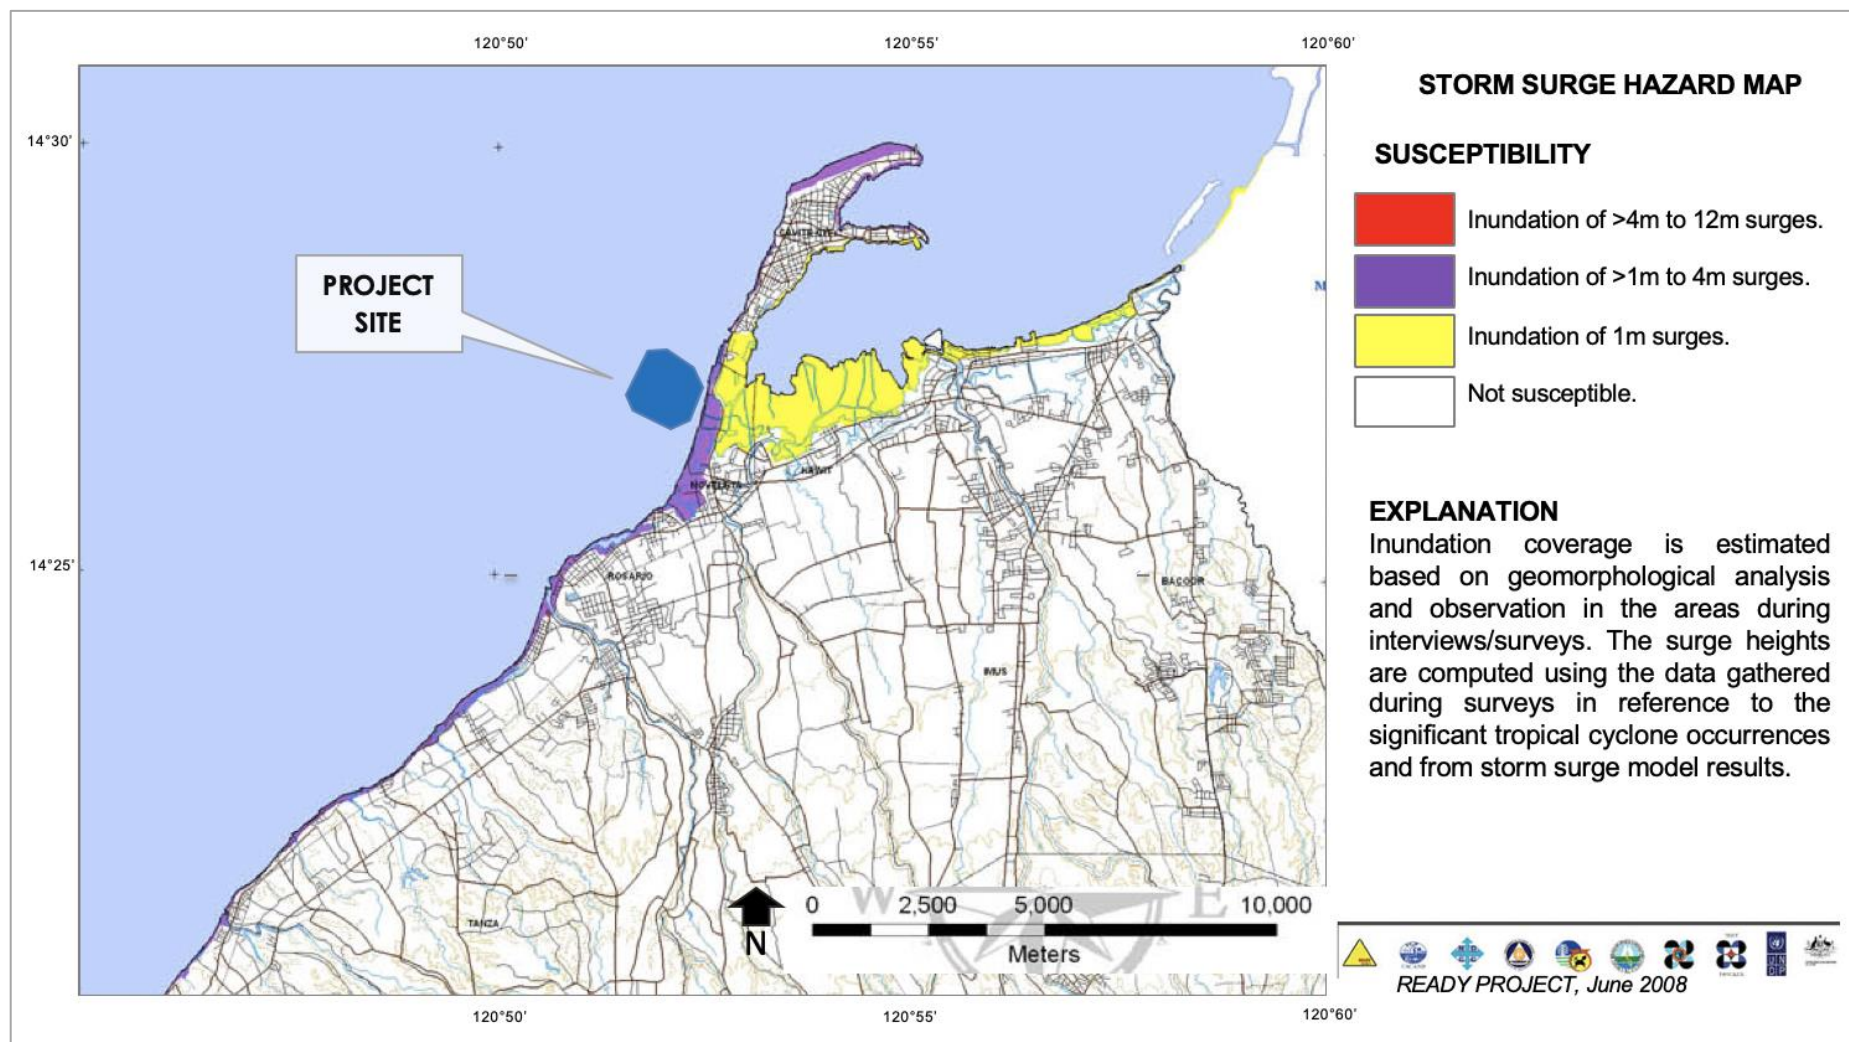 120°50'
120°55'
120°60'
14°30'
CAVITE CITY
PROJECT
SITE
M
KAWIT
NOVELETA
14°25'
ROSARIO
BACOOR
IMUS
TANZA
W
E
0
2,500
5,000
10,000
N
Meters
120°50'
120°55'
120°60'
STORM SURGE HAZARD MAP
SUSCEPTIBILITY
Inundation of >4m to 12m surges.
Inundation of >1m to 4m surges.
Inundation of 1m surges.
Not susceptible.
EXPLANATION
Inundation coverage is estimated
based on geomorphological analysis
and observation in the areas during
interviews/surveys. The surge heights
are computed using the data gathered
during surveys in reference to the
significant tropical cyclone occurrences
and from storm surge model results.
READY PROJECT, June 2008